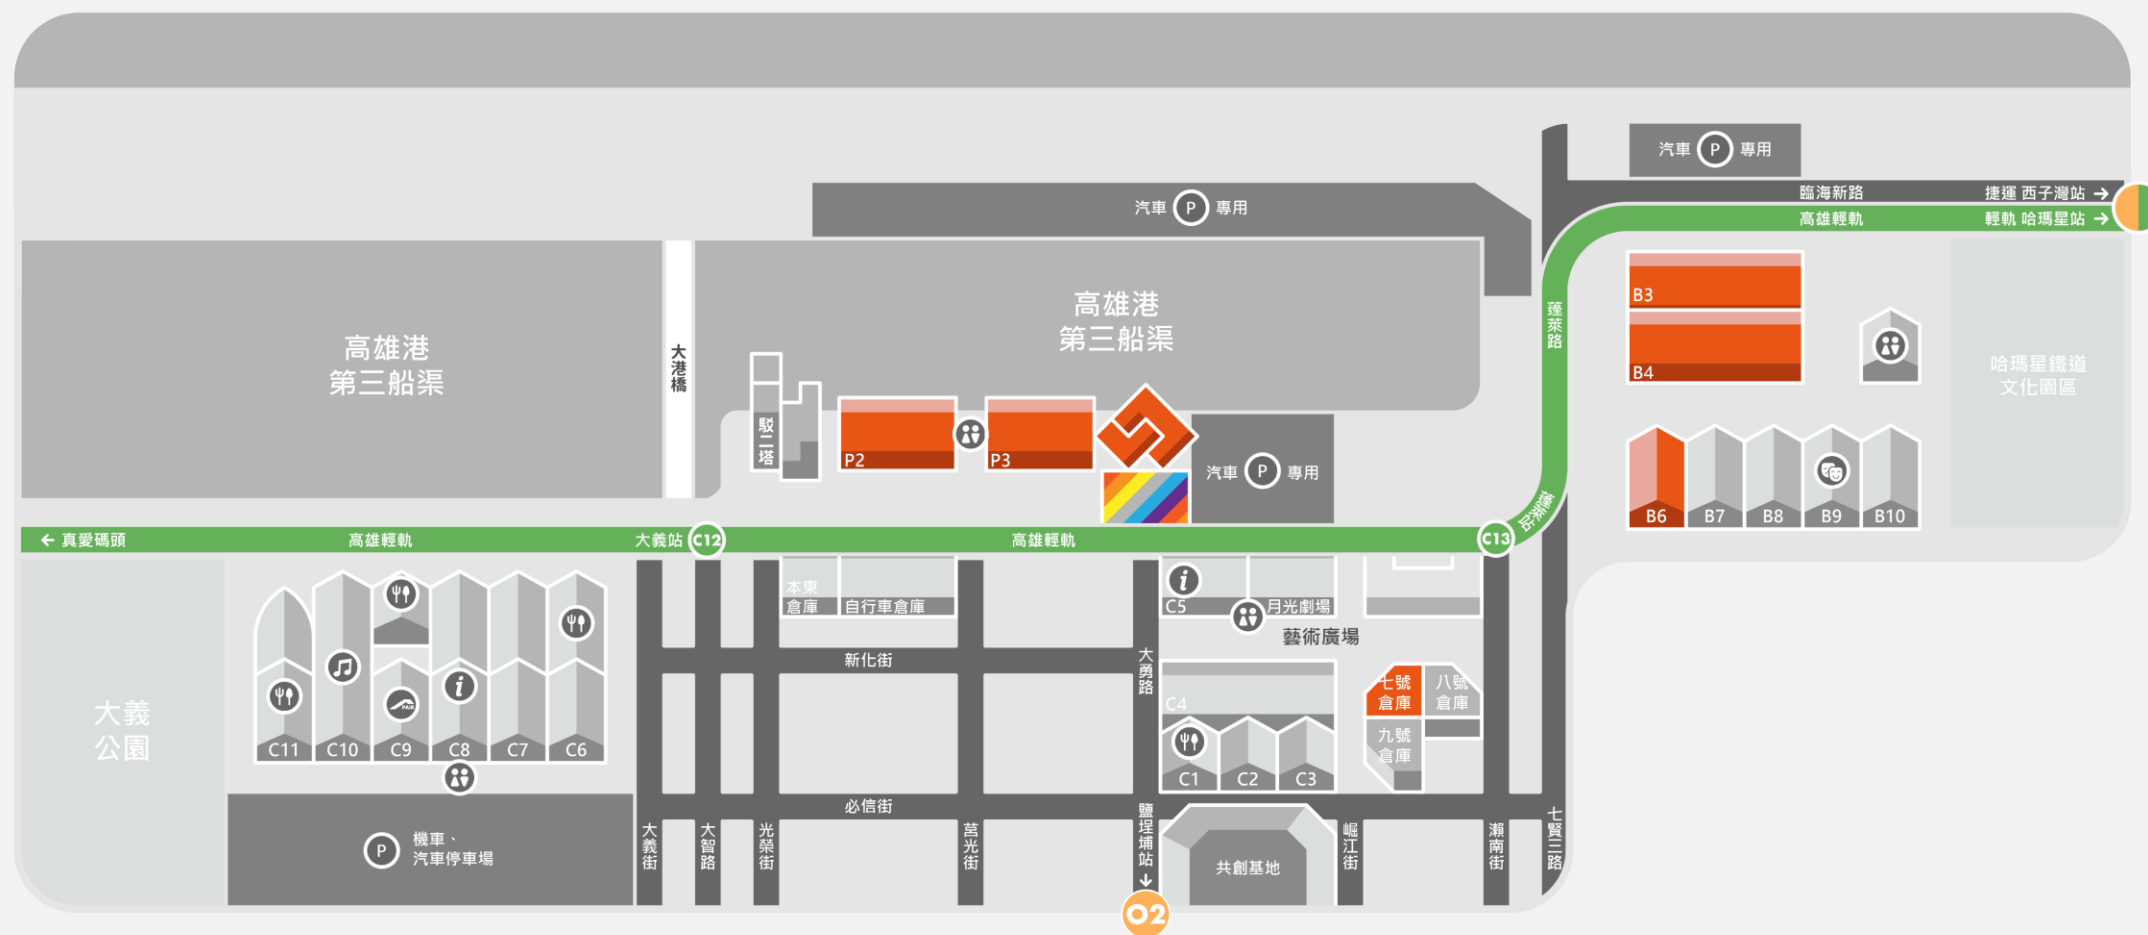 汽車 P 專用
臨海新路
捷運 西子灣站 →
高雄輕軌
輕軌 哈瑪星站 →
汽車 P 專用
高雄港
第三船渠
大港橋
高雄港
第三船渠
蓬萊路
B3
B4
哈瑪星鐵道
文化園區
駁二塔
P2
P3
汽車 P 專用
B6
B7
B8
B9
B10
蓬萊站
← 真愛碼頭
高雄輕軌
大義站
C12
高雄輕軌
C13
本東
倉庫
自行車倉庫
C5
月光劇場
藝術廣場
新化街
大勇路
七號
倉庫
八號
倉庫
九號
倉庫
C4
C1
C2
C3
大義
公園
C11
C10
PAIR
C9
C8
C7
C6
必信街
P
機車、
汽車停車場
大義街
大智路
光榮街
莒光街
鹽埕埔站
↓
O2
共創基地
崛江街
瀨南街
七賢三路